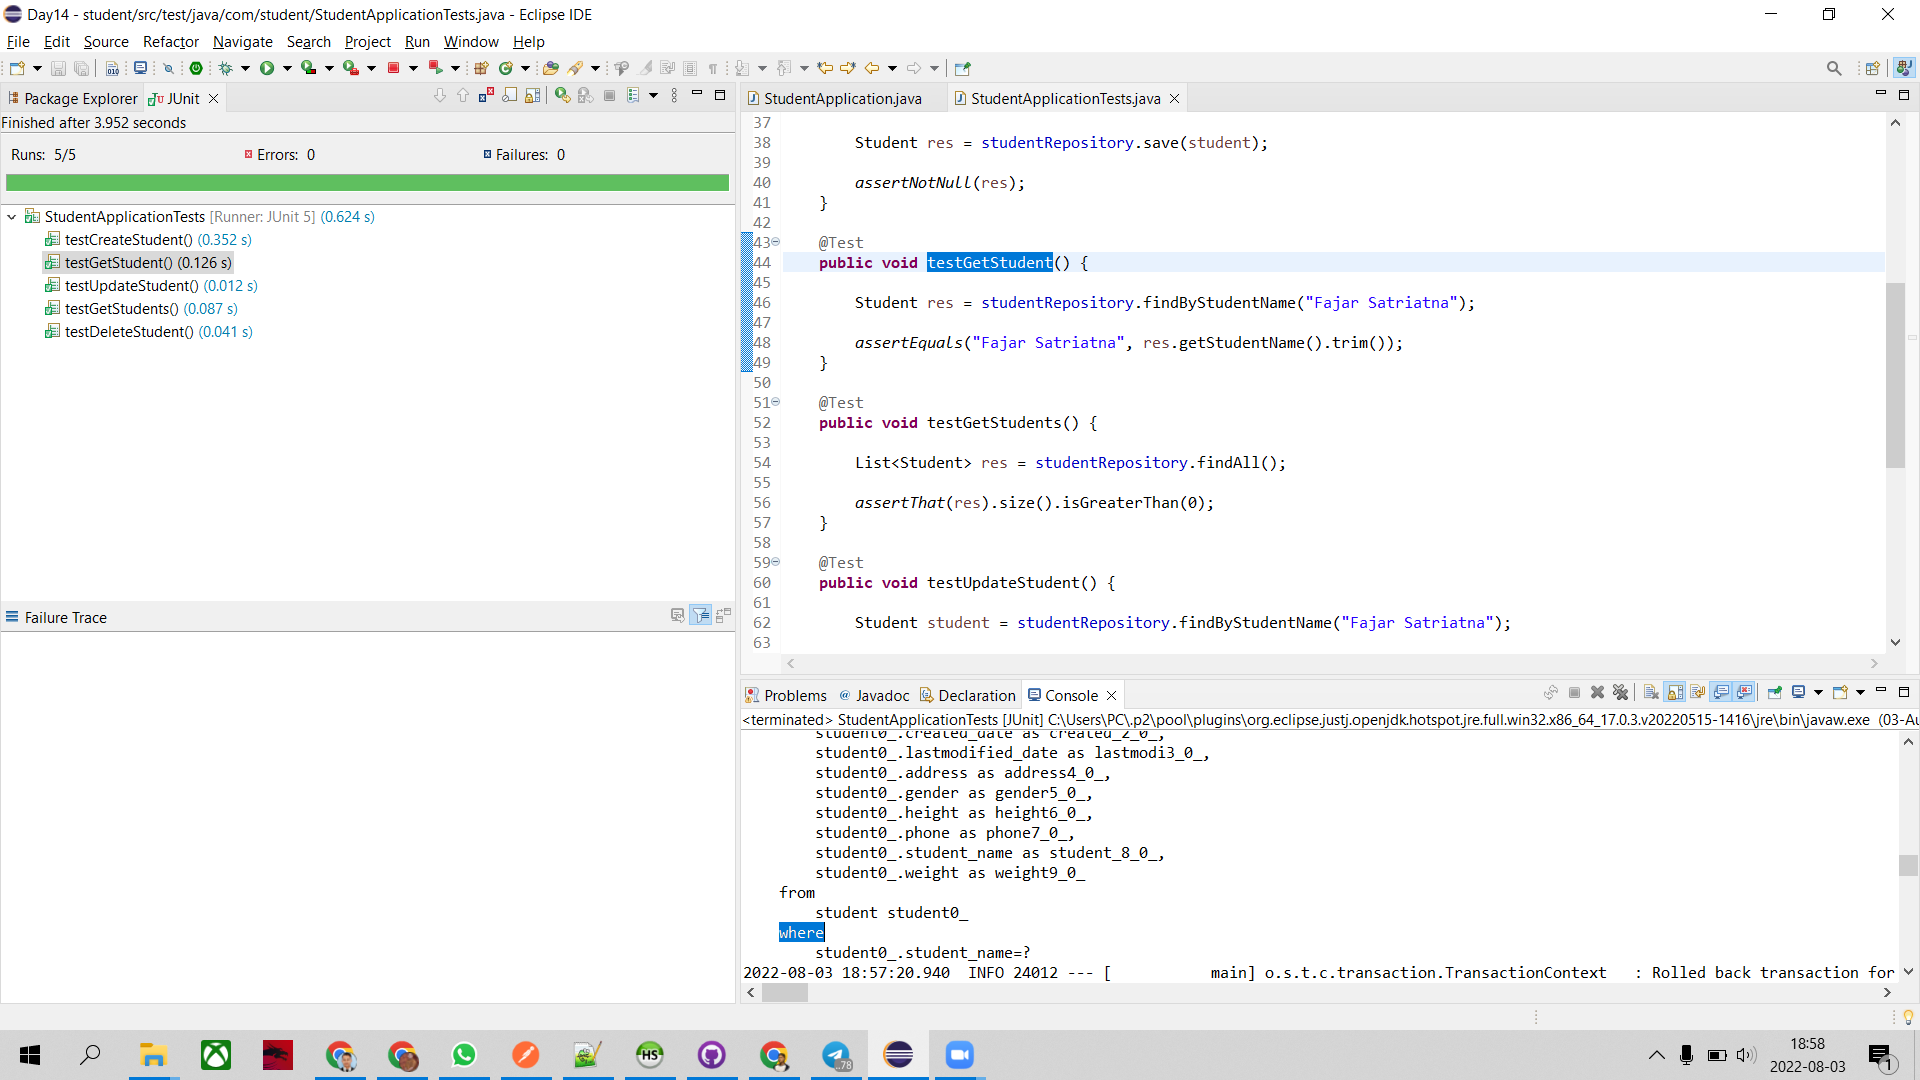 Day14 - student/src/test/java/com/student/StudentApplicationTests.java - Eclipse IDE
File Edit Source Refactor Navigate Search Project Run Window Help
Package Explorer JUnit
Finished after 3.952 seconds
Runs: 5/5 Errors: 0 Failures: 0
StudentApplicationTests [Runner: JUnit 5] (0.624 s)
testCreateStudent() (0.352 s)
testGetStudent() (0.126 s)
testUpdateStudent() (0.012 s)
testGetStudents() (0.087 s)
testDeleteStudent() (0.041 s)
Failure Trace
StudentApplication.java StudentApplicationTests.java
37
38 Student res = studentRepository.save(student);
39
40 assertNotNull(res);
41 }
42
43 @Test
44 public void testGetStudent() {
45
46 Student res = studentRepository.findByStudentName("Fajar Satriatna");
47
48 assertEquals("Fajar Satriatna", res.getStudentName().trim());
49 }
50
51 @Test
52 public void testGetStudents() {
53
54 List<Student> res = studentRepository.findAll();
55
56 assertThat(res).size().isGreaterThan(0);
57 }
58
59 @Test
60 public void testUpdateStudent() {
61
62 Student student = studentRepository.findByStudentName("Fajar Satriatna");
63
Problems @ Javadoc Declaration Console
<terminated> StudentApplicationTests [JUnit] C:\Users\PC\.p2\pool\plugins\org.eclipse.justj.openjdk.hotspot.jre.full.win32.x86_64_17.0.3.v20220515-1416\jre\bin\javaw.exe (03-Au
student0_.created_date as created_2_0_,
student0_.lastmodified_date as lastmodi3_0_,
student0_.address as address4_0_,
student0_.gender as gender5_0_,
student0_.height as height6_0_,
student0_.phone as phone7_0_,
student0_.student_name as student_8_0_,
student0_.weight as weight9_0_
from
student student0_
where
student0_.student_name=?
2022-08-03 18:57:20.940 INFO 24012 --- [ main] o.s.t.c.transaction.TransactionContext : Rolled back transaction for
HS
78
18:58
2022-08-03
1